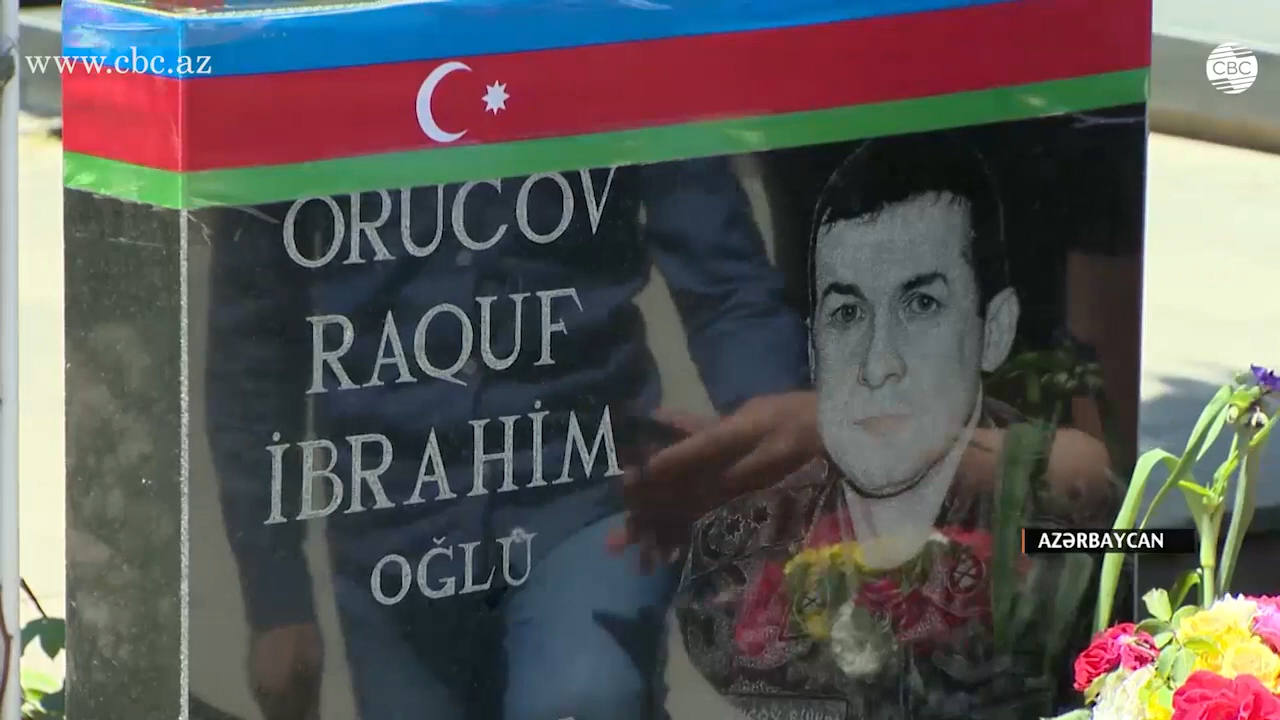 www.cbc.az
CBC
ORUCOV
RAQUF
İBRAHİM
OĞLU
AZƏRBAYCAN